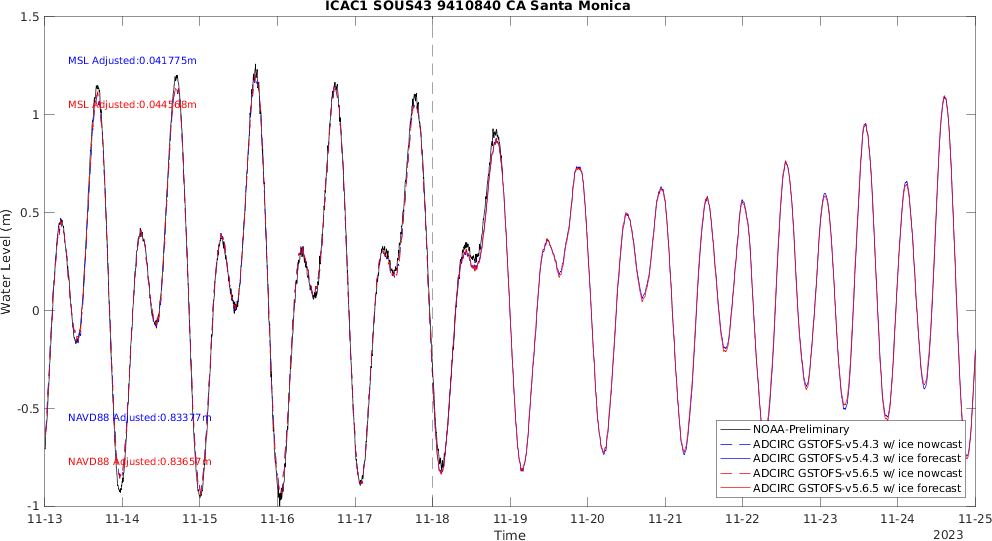 ICAC1 SOUS43 9410840 CA Santa Monica
1.5
1
0.5
0
-0.5
-1
Water Level (m)
MSL Adjusted:0.041775m
MSL Adjusted:0.044568m
NAVD88 Adjusted:0.83377m
NAVD88 Adjusted:0.83657m
NOAA-Preliminary
ADCIRC GSTOFS-v5.4.3 w/ ice nowcast
ADCIRC GSTOFS-v5.4.3 w/ ice forecast
ADCIRC GSTOFS-v5.6.5 w/ ice nowcast
ADCIRC GSTOFS-v5.6.5 w/ ice forecast
11-13 11-14 11-15 11-16 11-17 11-18 11-19 11-20 11-21 11-22 11-23 11-24 11-25
Time
2023